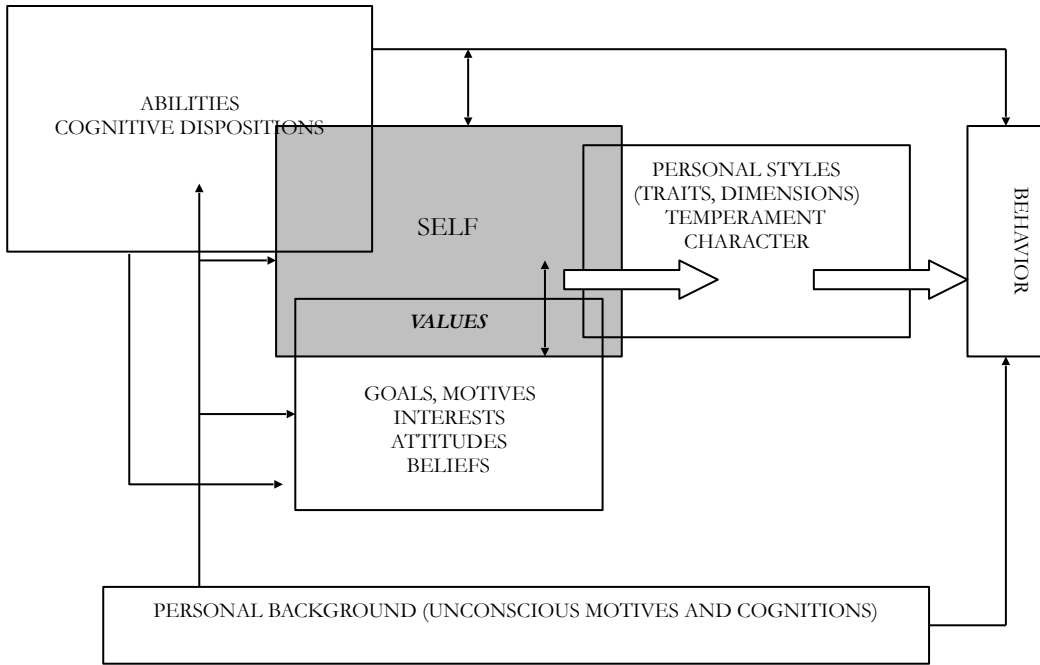 ABILITIES
COGNITIVE DISPOSITIONS
SELF
VALUES
PERSONAL STYLES
(TRAITS, DIMENSIONS)
TEMPERAMENT
CHARACTER
BEHAVIOR
GOALS, MOTIVES
INTERESTS
ATTITUDES
BELIEFS
PERSONAL BACKGROUND (UNCONSCIOUS MOTIVES AND COGNITIONS)